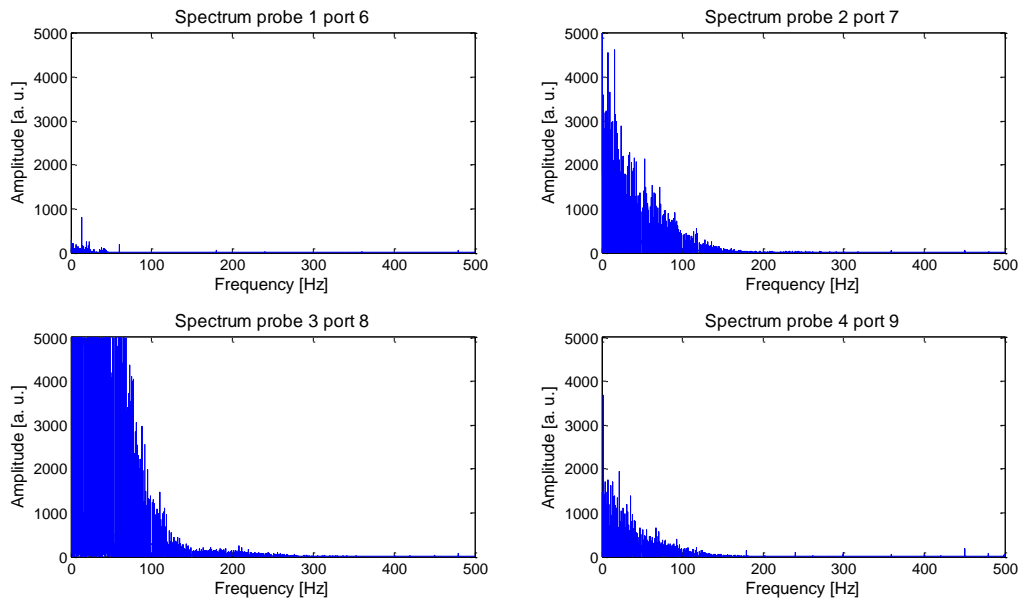 Spectrum probe 1 port 6
5000
4000
3000
2000
1000
0
Amplitude [a. u.]
0 100 200 300 400 500
Frequency [Hz]
Spectrum probe 2 port 7
5000
4000
3000
2000
1000
0
Amplitude [a. u.]
0 100 200 300 400 500
Frequency [Hz]
Spectrum probe 3 port 8
5000
4000
3000
2000
1000
0
Amplitude [a. u.]
0 100 200 300 400 500
Frequency [Hz]
Spectrum probe 4 port 9
5000
4000
3000
2000
1000
0
Amplitude [a. u.]
0 100 200 300 400 500
Frequency [Hz]